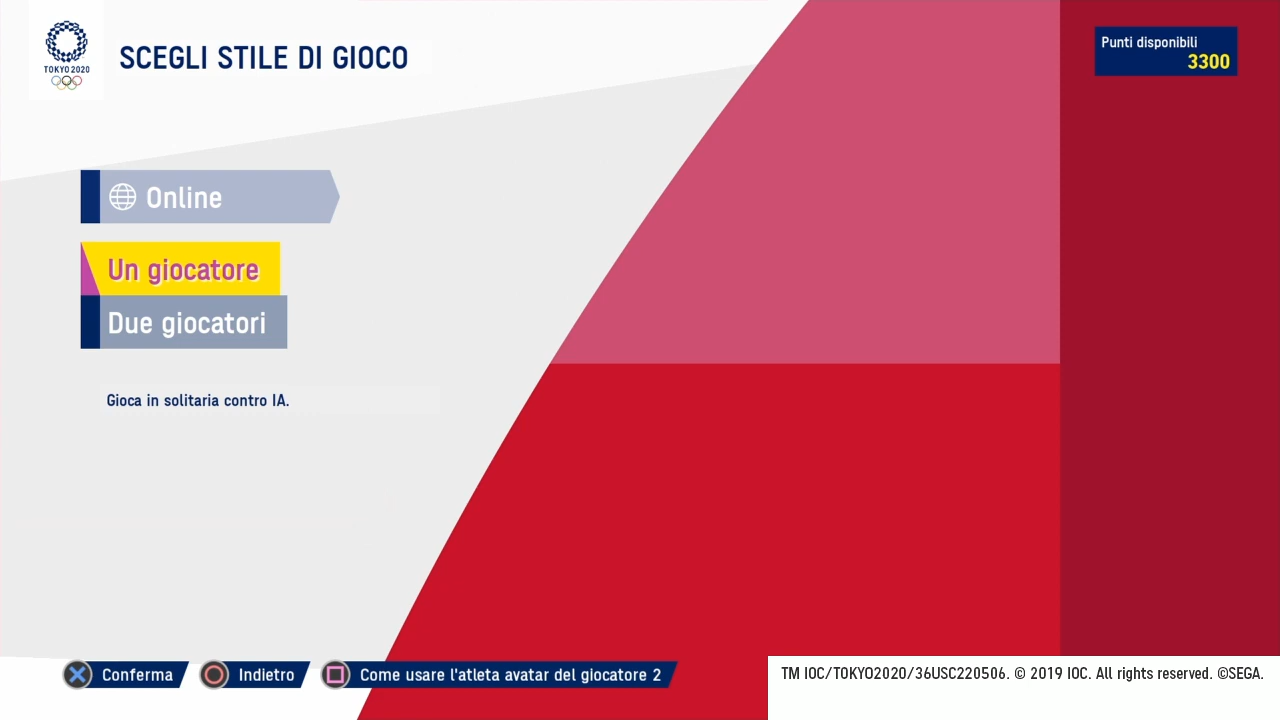 TOKYO 2020
SCEGLI STILE DI GIOCO
Punti disponibili
3300
Online
Un giocatore
Due giocatori
Gioca in solitaria contro IA.
Conferma
Indietro
Come usare l'atleta avatar del giocatore 2
TM IOC/TOKYO2020/36USC220506. © 2019 IOC. All rights reserved. ©SEGA.